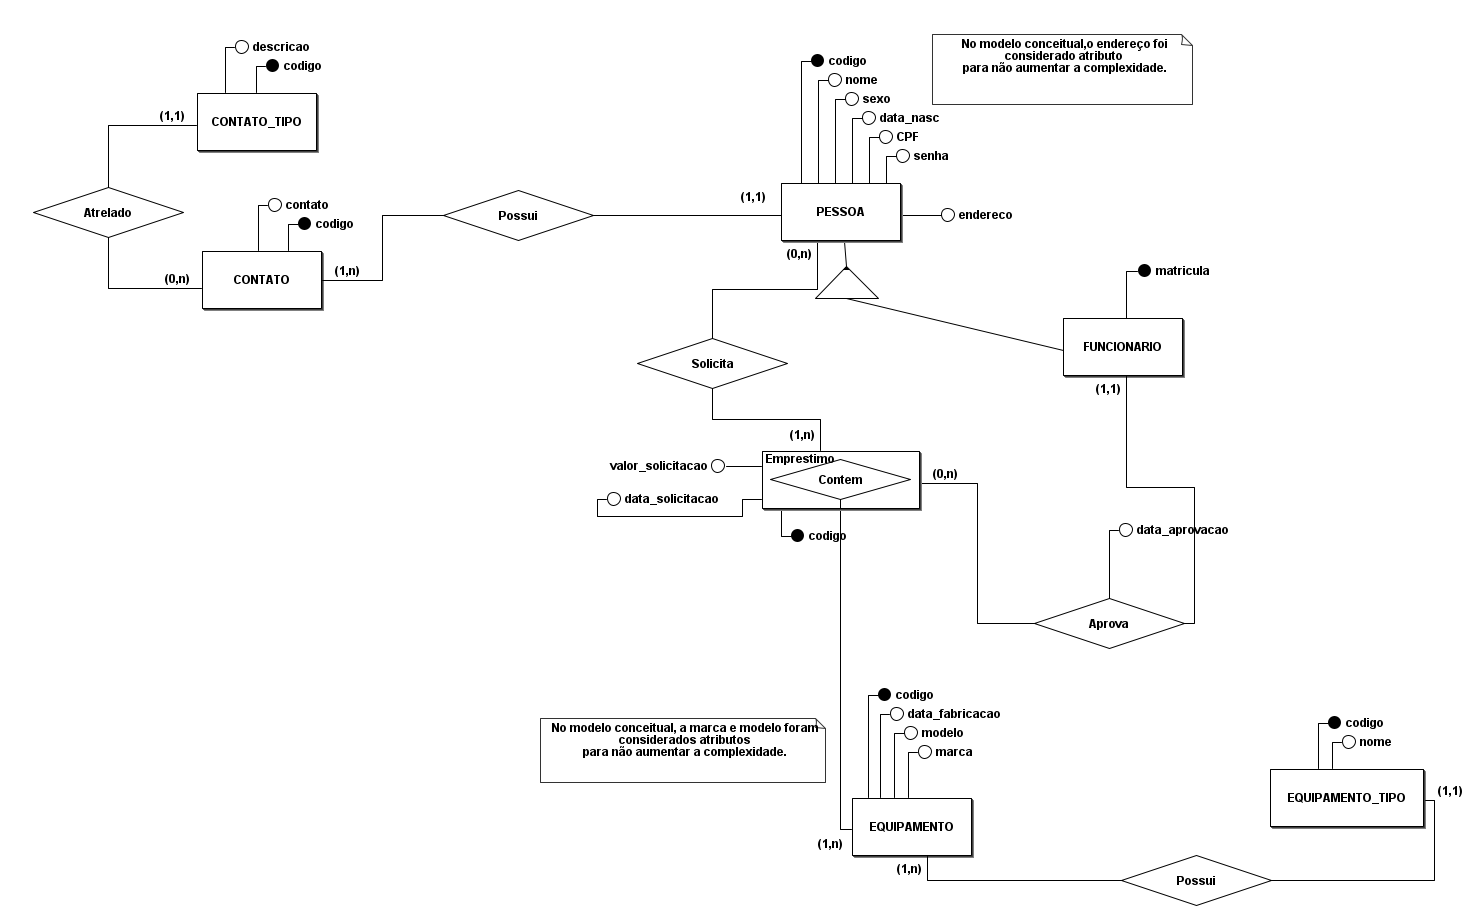 descricao
codigo
CONTATO_TIPO
(1,1)
Atrelado
(0,n)
contato
codigo
CONTATO
(1,n)
Possui
(1,1)
codigo
nome
sexo
data_nasc
CPF
senha
PESSOA
endereco
(0,n)
No modelo conceitual,o endereço foi
considerado atributo
para não aumentar a complexidade.
matricula
FUNCIONARIO
(1,1)
Solicita
(1,n)
Emprestimo
Contem
valor_solicitacao
data_solicitacao
codigo
(0,n)
data_aprovacao
Aprova
No modelo conceitual, a marca e modelo foram
considerados atributos
para não aumentar a complexidade.
codigo
data_fabricacao
modelo
marca
EQUIPAMENTO
(1,n)
(1,n)
Possui
codigo
nome
EQUIPAMENTO_TIPO
(1,1)